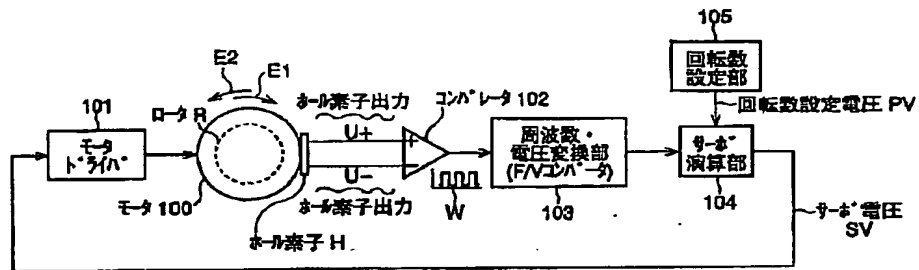 105
回転数
設定部
回転数設定電圧 PV
E2
E1
101
モータ
ドライバ
ロータ R
モータ 100
ホール素子出力
U+
U-
ホール素子出力
ホール素子 H
コンパレータ 102
+
-
W
周波数・
電圧変換部
(F/Vコンバータ)
103
サーボ
演算部
104
サーボ電圧
SV